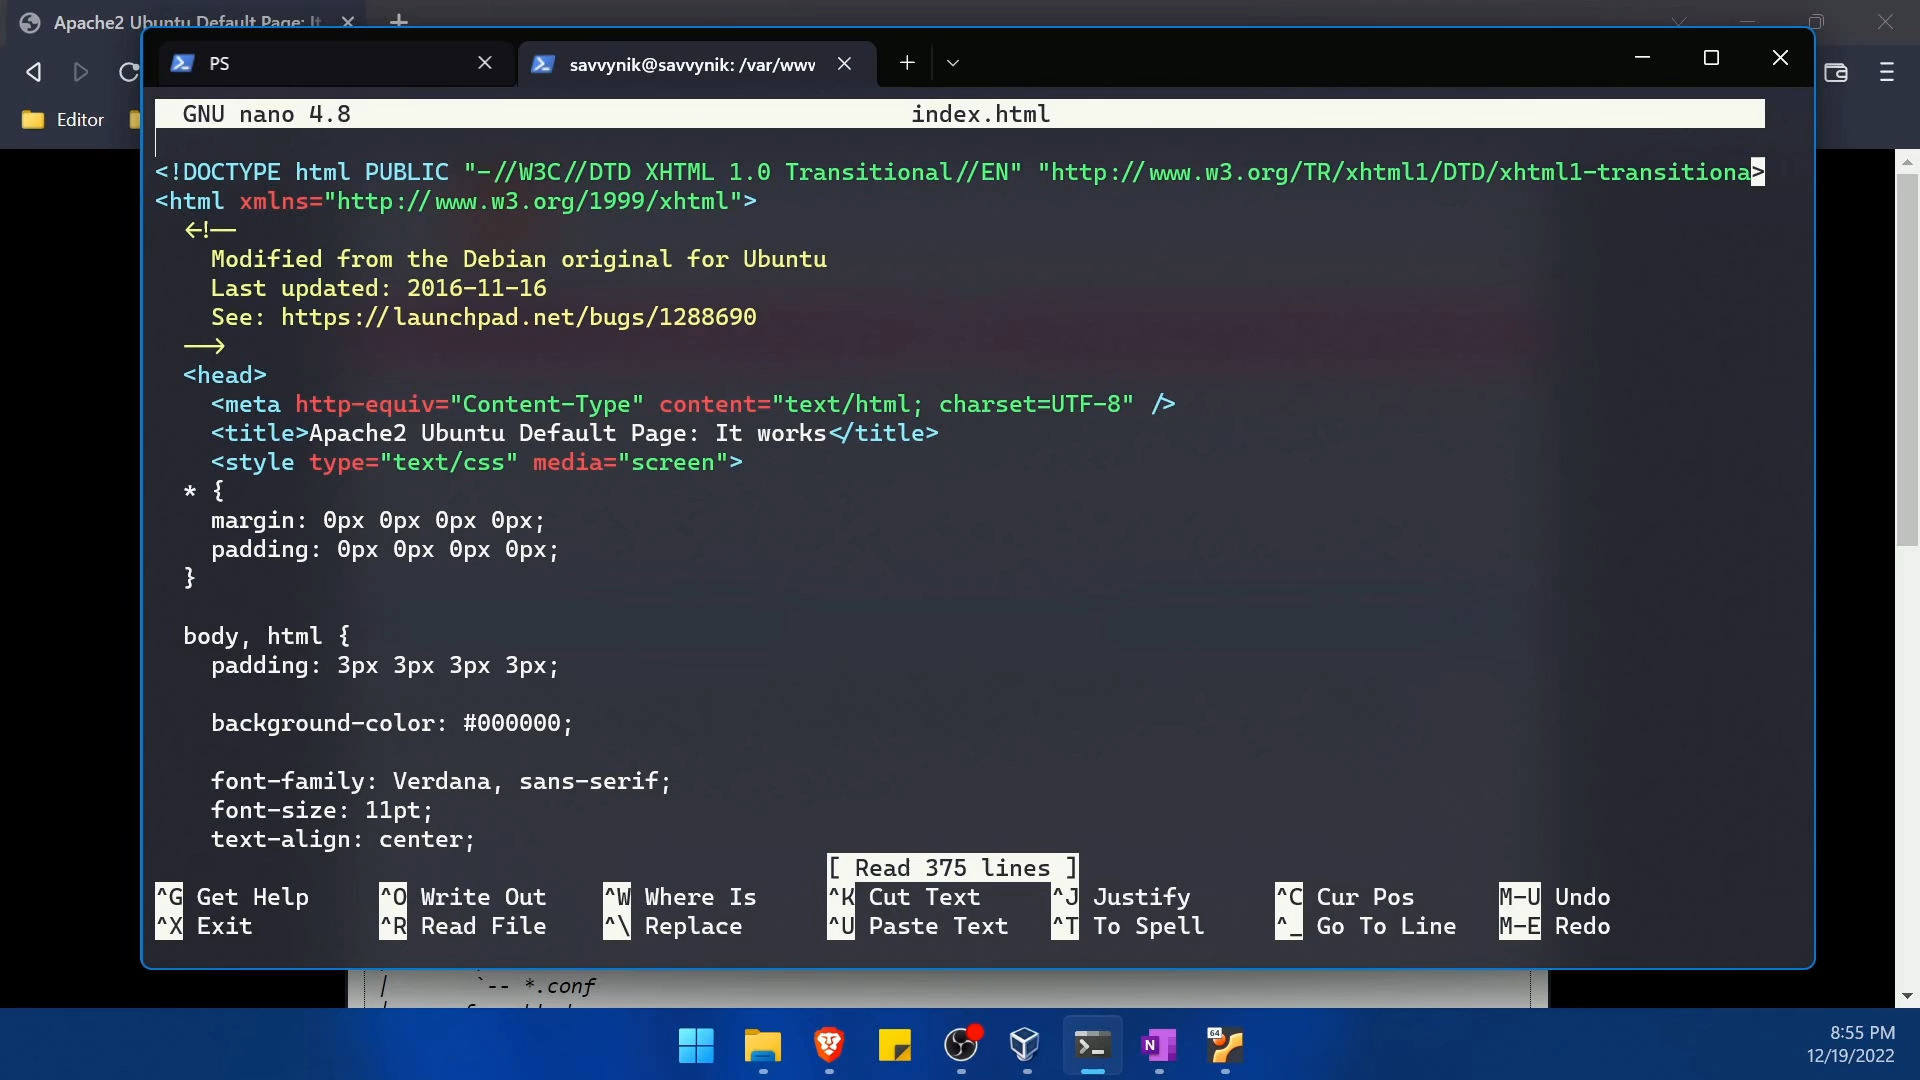 Apache2 Ubuntu Default Page: It
PS
savvynik@savvynik: /var/www
Editor
GNU nano 4.8 index.html
<!DOCTYPE html PUBLIC "-//W3C//DTD XHTML 1.0 Transitional//EN" "http://www.w3.org/TR/xhtml1/DTD/xhtml1-transitiona>
<html xmlns="http://www.w3.org/1999/xhtml">
<!--
Modified from the Debian original for Ubuntu
Last updated: 2016-11-16
See: https://launchpad.net/bugs/1288690
-->
<head>
<meta http-equiv="Content-Type" content="text/html; charset=UTF-8" />
<title>Apache2 Ubuntu Default Page: It works</title>
<style type="text/css" media="screen">
* {
margin: 0px 0px 0px 0px;
padding: 0px 0px 0px 0px;
}
body, html {
padding: 3px 3px 3px 3px;
background-color: #000000;
font-family: Verdana, sans-serif;
font-size: 11pt;
text-align: center;
[ Read 375 lines ]
^G Get Help ^O Write Out ^W Where Is ^K Cut Text ^J Justify ^C Cur Pos M-U Undo
^X Exit ^R Read File ^\ Replace ^U Paste Text ^T To Spell ^_ Go To Line M-E Redo
| `-- *.conf
64
N
8:55 PM
12/19/2022